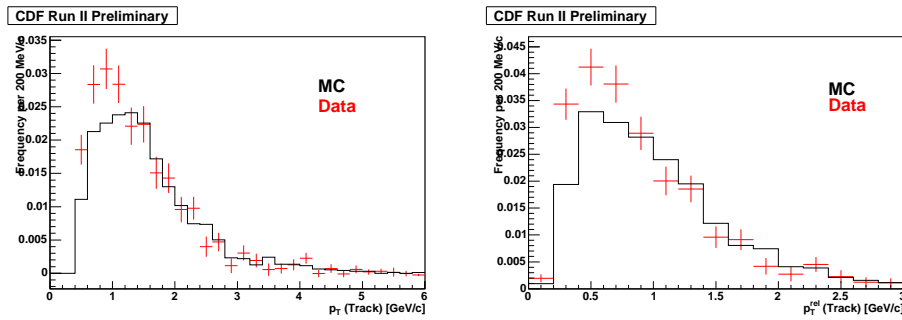 CDF Run II Preliminary
Frequency per 200 MeV/c
0.035
0.03
0.025
0.02
0.015
0.01
0.005
0
MC
Data
0 1 2 3 4 5 6
p_T (Track) [GeV/c]
CDF Run II Preliminary
Frequency per 200 MeV/c
0.045
0.04
0.035
0.03
0.025
0.02
0.015
0.01
0.005
0
MC
Data
0 0.5 1 1.5 2 2.5 3
p_T^rel (Track) [GeV/c]